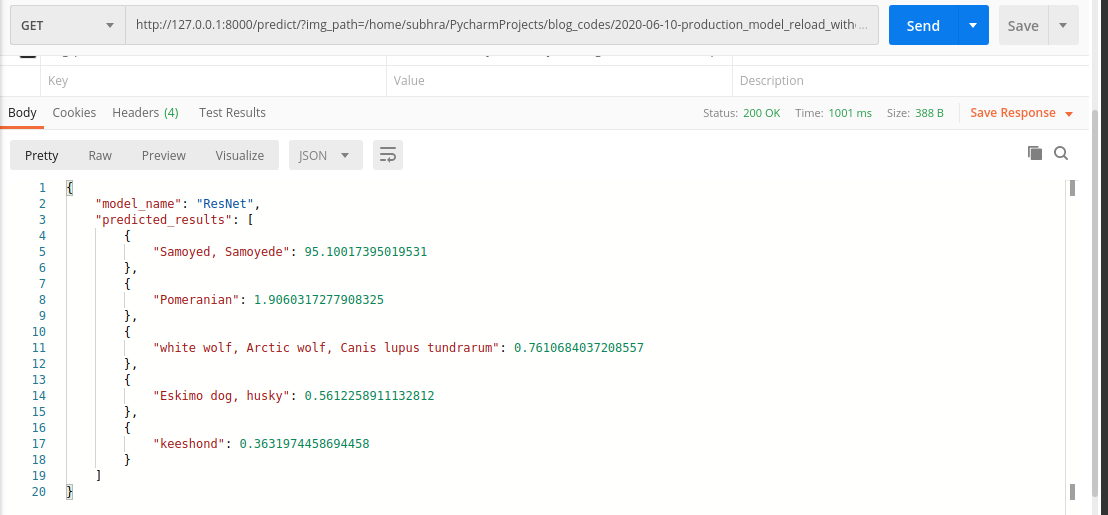 GET http://127.0.0.1:8000/predict/?img_path=/home/subhra/PycharmProjects/blog_codes/2020-06-10-production_model_reload_with... Send Save
Key Value Description
Body Cookies Headers (4) Test Results Status: 200 OK Time: 1001 ms Size: 388 B Save Response
Pretty Raw Preview Visualize JSON
1 {
2 "model_name": "ResNet",
3 "predicted_results": [
4 {
5 "Samoyed, Samoyede": 95.10017395019531
6 },
7 {
8 "Pomeranian": 1.9060317277908325
9 },
10 {
11 "white wolf, Arctic wolf, Canis lupus tundrarum": 0.7610684037208557
12 },
13 {
14 "Eskimo dog, husky": 0.5612258911132812
15 },
16 {
17 "keeshond": 0.3631974458694458
18 }
19 ]
20 }